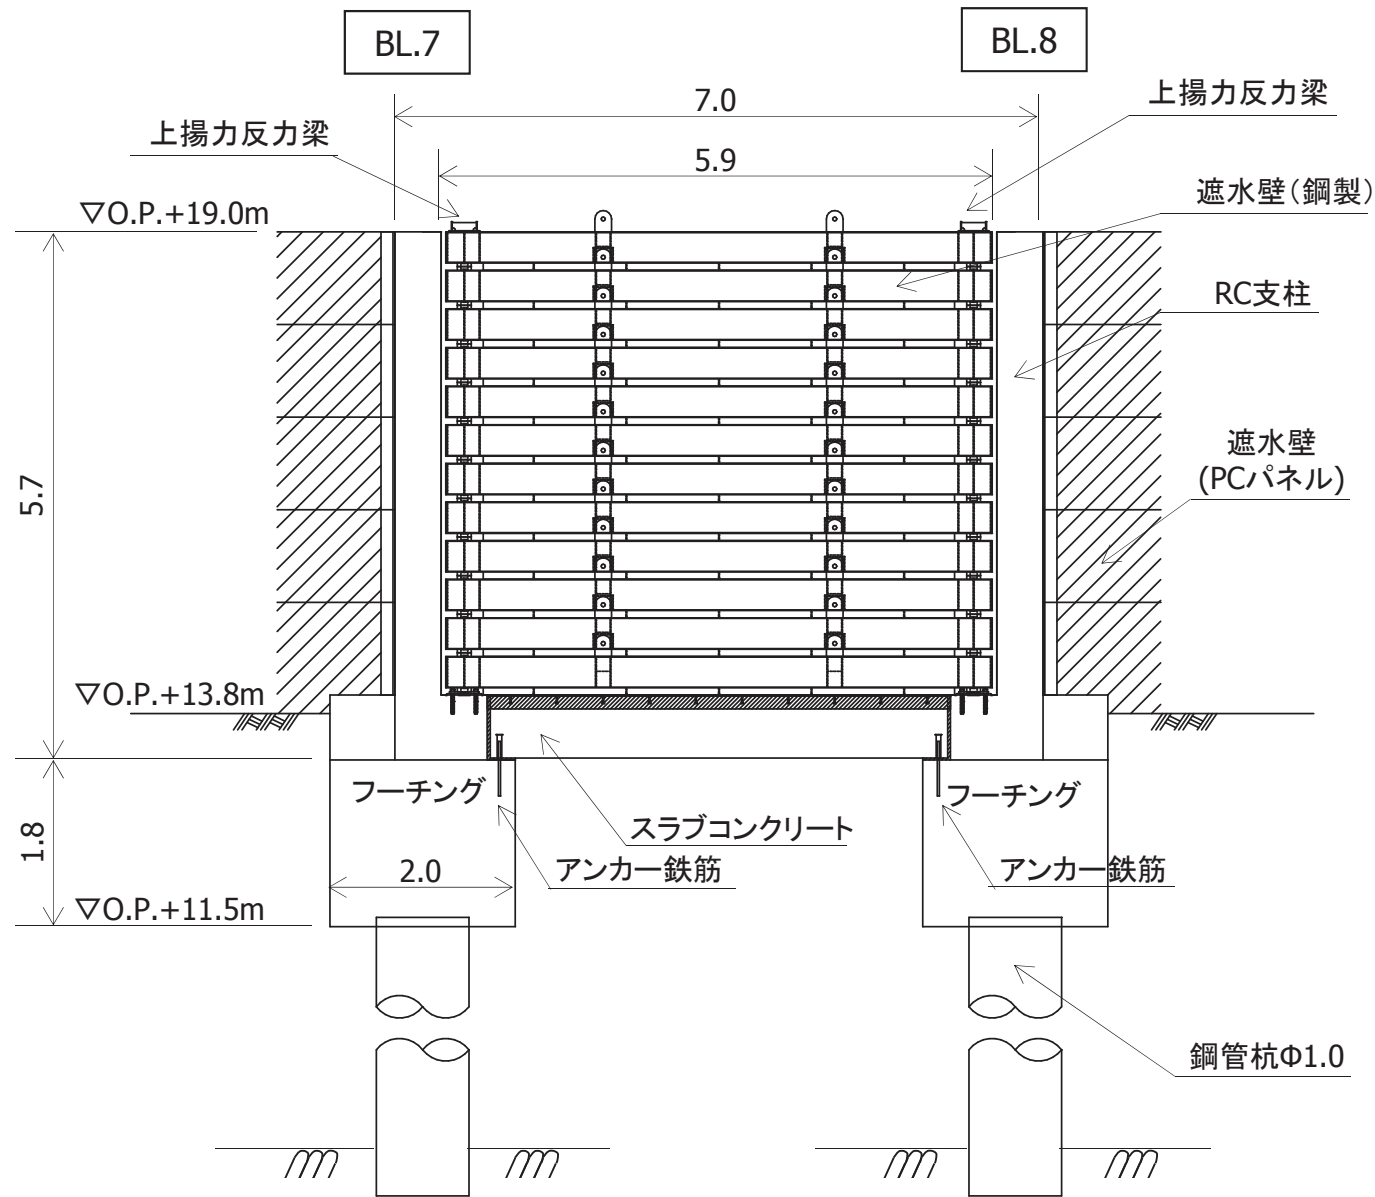 BL.7
BL.8
7.0
上揚力反力梁
上揚力反力梁
5.9
遮水壁(鋼製)
▽O.P.+19.0m
RC支柱
遮水壁
(PCパネル)
5.7
▽O.P.+13.8m
フーチング
フーチング
スラブコンクリート
1.8
2.0
アンカー鉄筋
アンカー鉄筋
▽O.P.+11.5m
鋼管杭Φ1.0